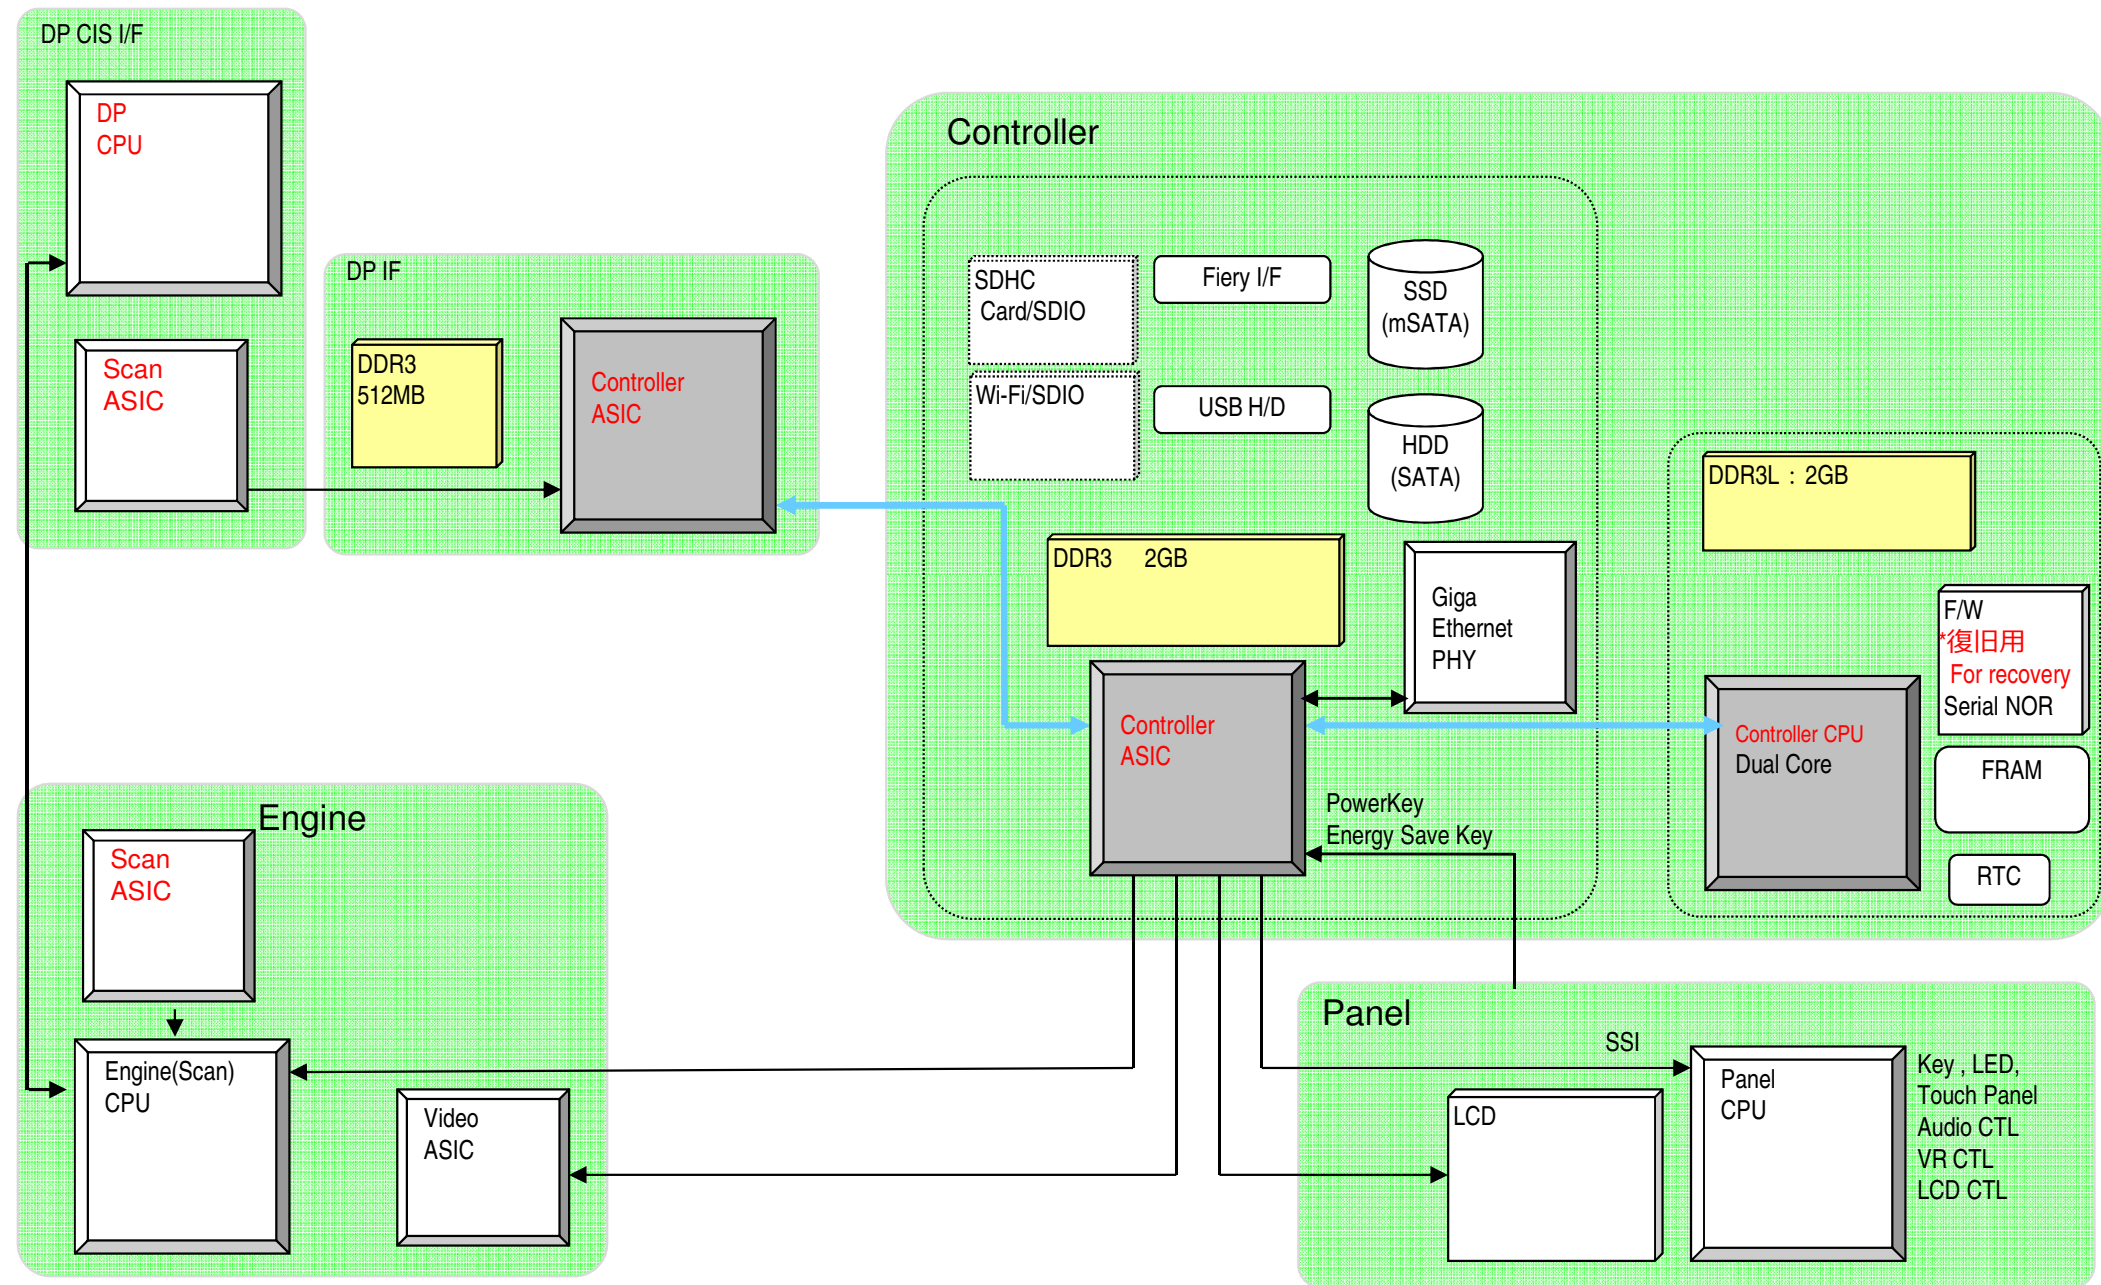 DP CIS I/F
DP
CPU
Scan
ASIC
DP IF
DDR3
512MB
Controller
ASIC
Controller
SDHC
Card/SDIO
Fiery I/F
SSD
(mSATA)
Wi-Fi/SDIO
USB H/D
HDD
(SATA)
DDR3 2GB
Giga
Ethernet
PHY
Controller
ASIC
PowerKey
Energy Save Key
DDR3L : 2GB
F/W
*復旧用
For recovery
Serial NOR
Controller CPU
Dual Core
FRAM
RTC
Engine
Scan
ASIC
Engine(Scan)
CPU
Video
ASIC
Panel
SSI
LCD
Panel
CPU
Key , LED,
Touch Panel
Audio CTL
VR CTL
LCD CTL